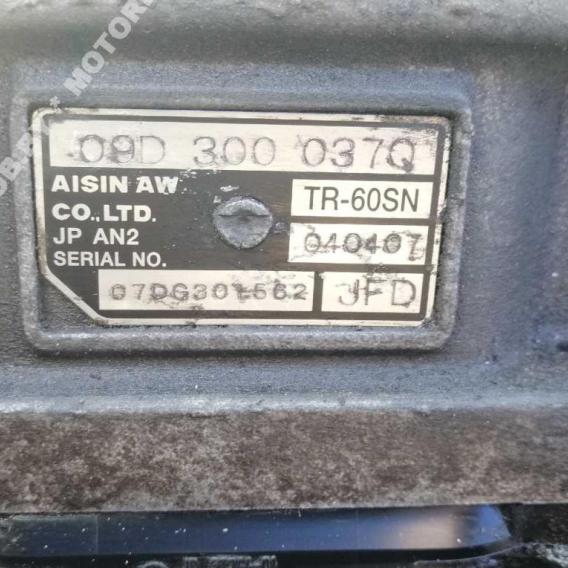 09D 300 037Q
AISIN AW
CO.,LTD.
TR-60SN
JP AN2
040407
SERIAL NO.
07DG301562
JFD